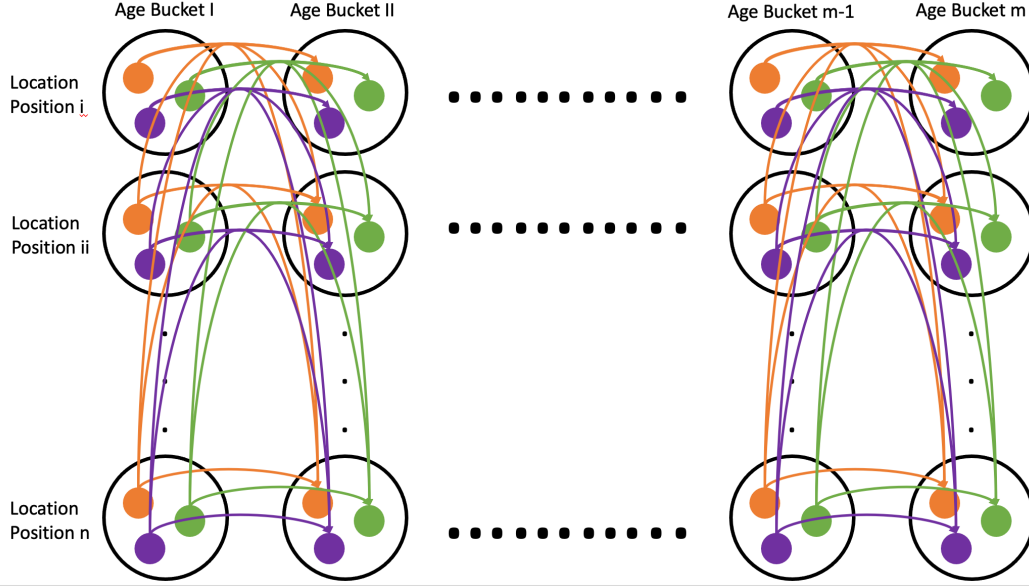 Age Bucket I
Age Bucket II
Age Bucket m-1
Age Bucket m
Location
Position i
Location
Position ii
Location
Position n